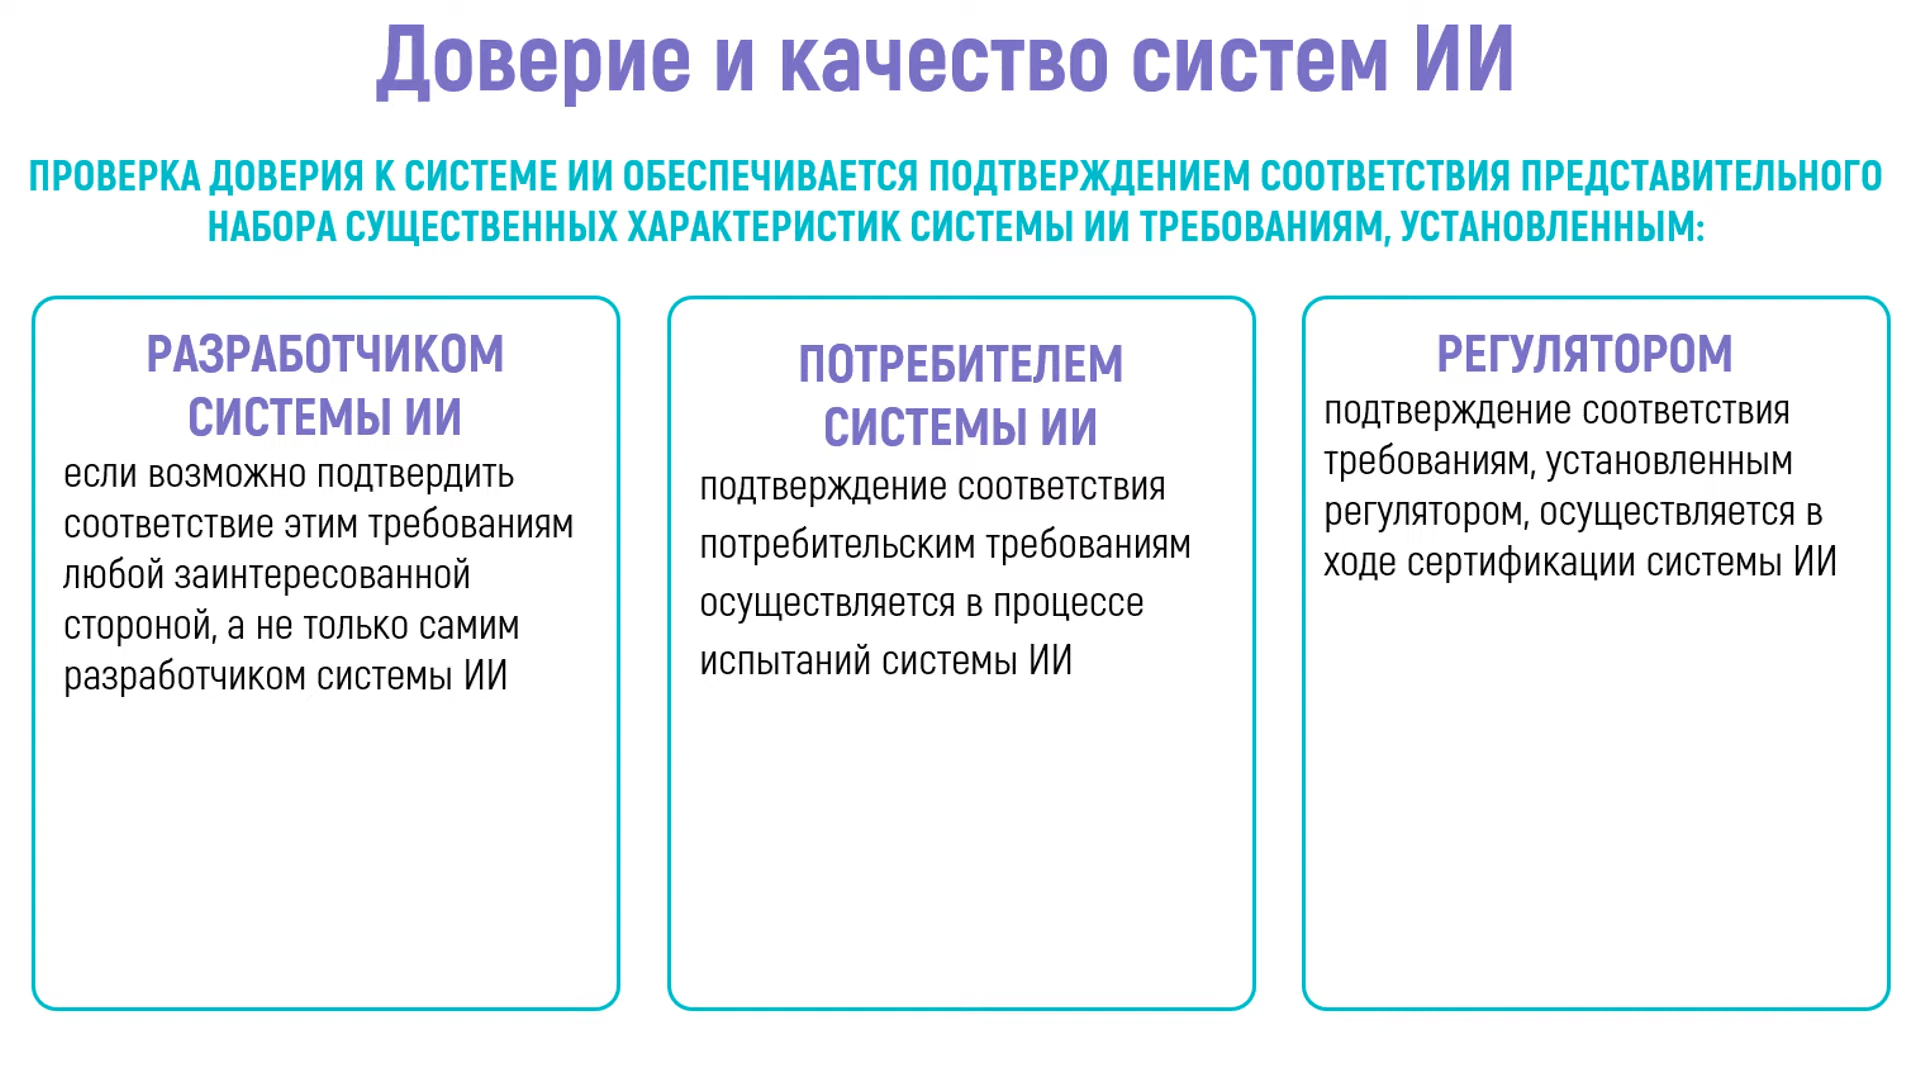 Доверие и качество систем ИИ
ПРОВЕРКА ДОВЕРИЯ К СИСТЕМЕ ИИ ОБЕСПЕЧИВАЕТСЯ ПОДТВЕРЖДЕНИЕМ СООТВЕТСТВИЯ ПРЕДСТАВИТЕЛЬНОГО
НАБОРА СУЩЕСТВЕННЫХ ХАРАКТЕРИСТИК СИСТЕМЫ ИИ ТРЕБОВАНИЯМ, УСТАНОВЛЕННЫМ:
РАЗРАБОТЧИКОМ
СИСТЕМЫ ИИ
если возможно подтвердить
соответствие этим требованиям
любой заинтересованной
стороной, а не только самим
разработчиком системы ИИ
ПОТРЕБИТЕЛЕМ
СИСТЕМЫ ИИ
подтверждение соответствия
потребительским требованиям
осуществляется в процессе
испытаний системы ИИ
РЕГУЛЯТОРОМ
подтверждение соответствия
требованиям, установленным
регулятором, осуществляется в
ходе сертификации системы ИИ